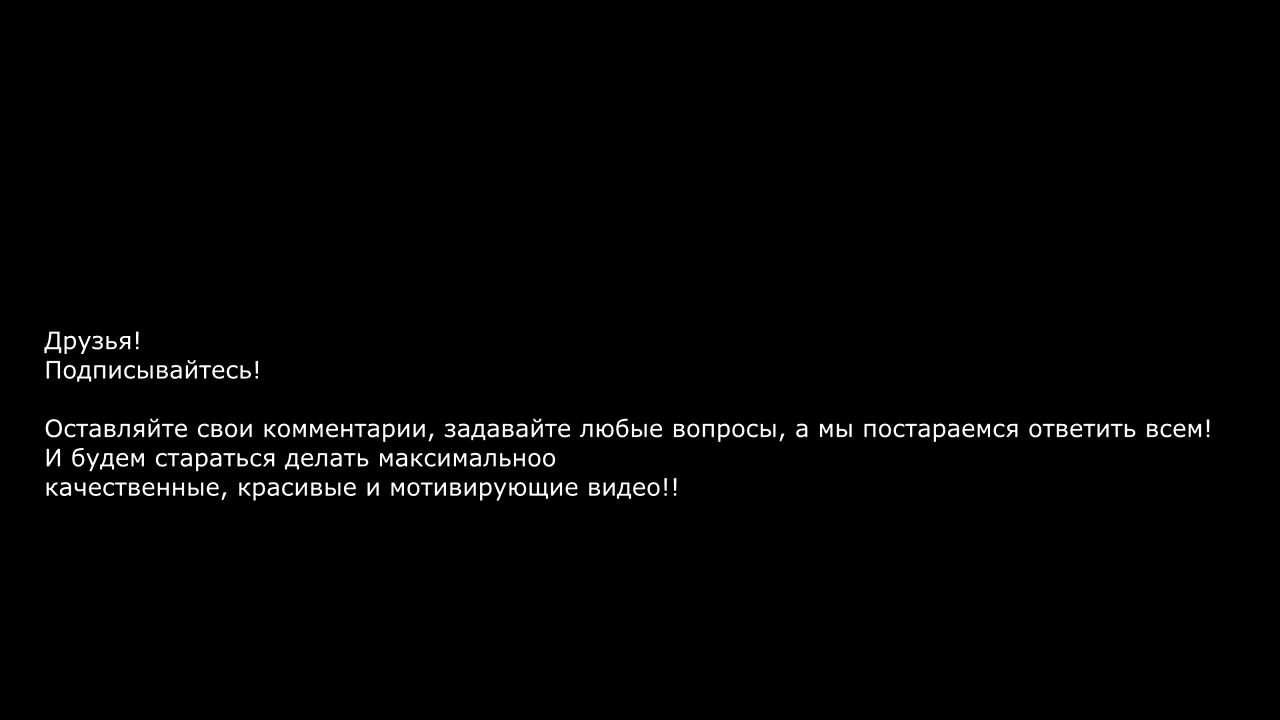 Друзья!
Подписывайтесь!
Оставляйте свои комментарии, задавайте любые вопросы, а мы постараемся ответить всем!
И будем стараться делать максимальноо
качественные, красивые и мотивирующие видео!!